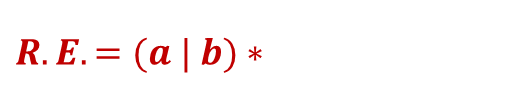 R.E.= (a | b) *